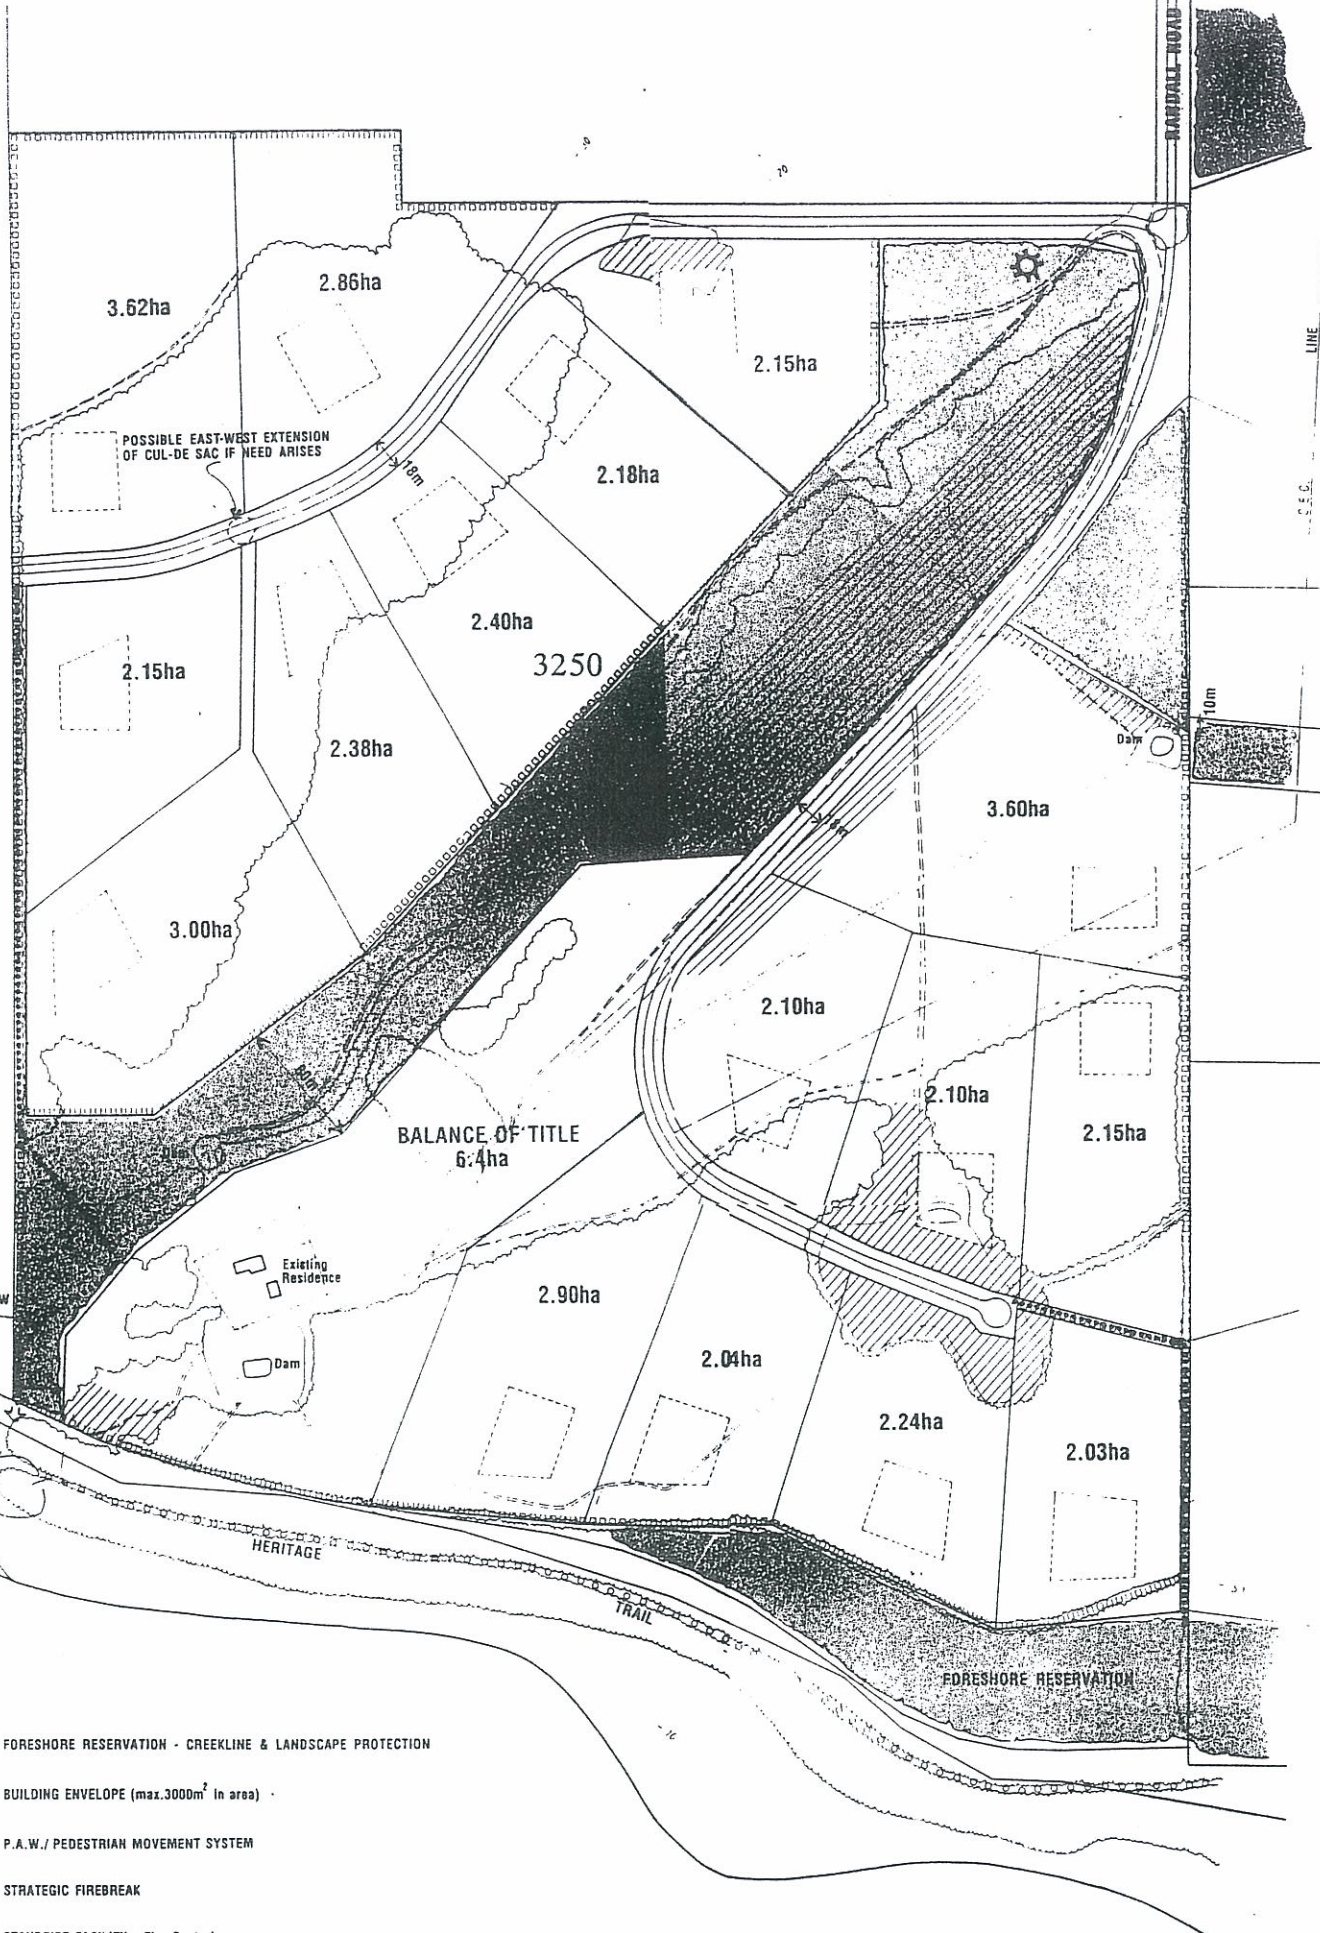 RANDALL ROAD
70
3.62ha
2.86ha
LINE
2.15ha
POSSIBLE EAST-WEST EXTENSION
OF CUL-DE SAC IF NEED ARISES
18m
2.18ha
2.40ha
3250
2.15ha
2.38ha
10m
Dam
3.60ha
3.00ha
2.10ha
2.10ha
2.15ha
BALANCE OF TITLE
6.4ha
Dam
Existing
Residence
2.90ha
W
Dam
2.04ha
2.24ha
2.03ha
HERITAGE
TRAIL
FORESHORE RESERVATION
FORESHORE RESERVATION - CREEKLINE & LANDSCAPE PROTECTION
BUILDING ENVELOPE (max.3000m² in area)
P.A.W./ PEDESTRIAN MOVEMENT SYSTEM
STRATEGIC FIREBREAK